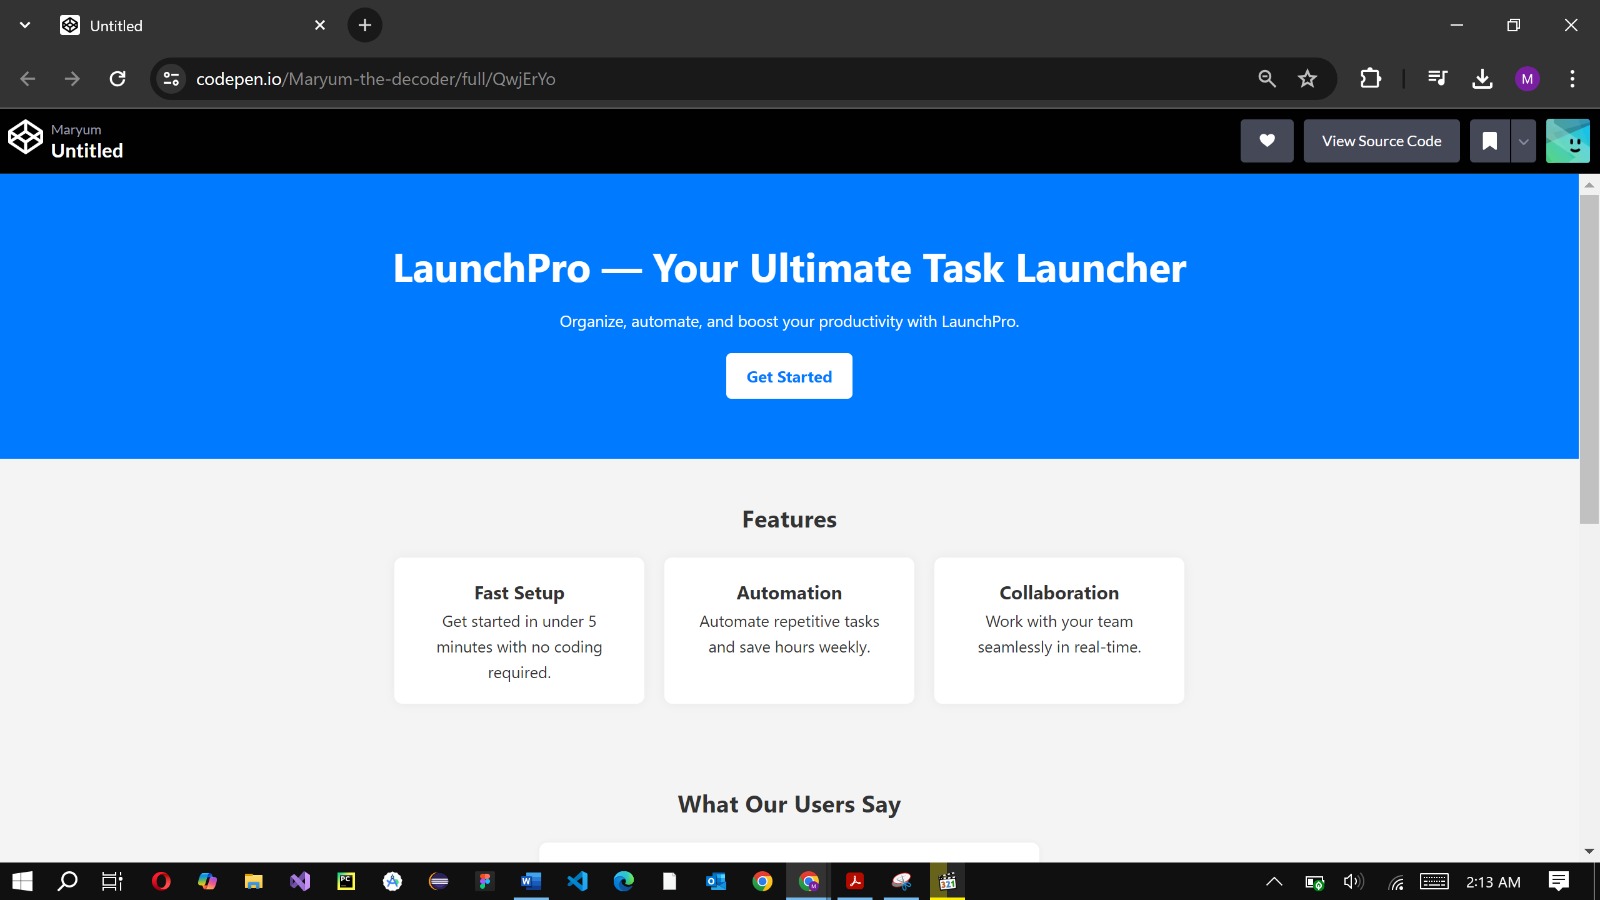 Untitled
codepen.io/Maryum-the-decoder/full/QwjErYo
M
Maryum
Untitled
View Source Code
LaunchPro — Your Ultimate Task Launcher
Organize, automate, and boost your productivity with LaunchPro.
Get Started
Features
Fast Setup
Get started in under 5
minutes with no coding
required.
Automation
Automate repetitive tasks
and save hours weekly.
Collaboration
Work with your team
seamlessly in real-time.
What Our Users Say
PC
321
2:13 AM